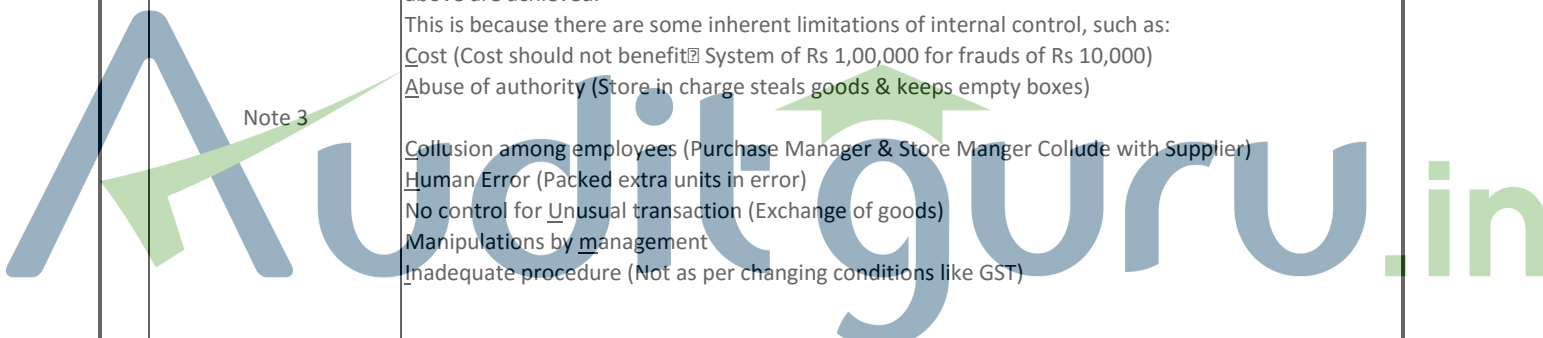 above are achieved.
This is because there are some inherent limitations of internal control, such as:
Cost (Cost should not benefit⍰ System of Rs 1,00,000 for frauds of Rs 10,000)
Abuse of authority (Store in charge steals goods & keeps empty boxes)
Note 3
Collusion among employees (Purchase Manager & Store Manger Collude with Supplier)
Human Error (Packed extra units in error)
No control for Unusual transaction (Exchange of goods)
Manipulations by management
Inadequate procedure (Not as per changing conditions like GST)
Auditguru.in